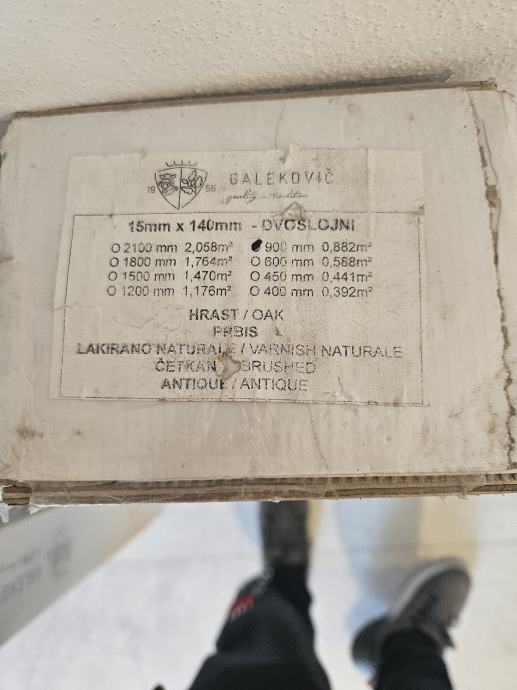 19 56
GALEKOVIĆ
15mm x 140mm - DVOSLOJNI
O 2100 mm 2,058m² 900 mm 0,882m²
O 1800 mm 1,764m² O 600 mm 0,588m²
O 1500 mm 1,470m² O 450 mm 0,441m²
O 1200 mm 1,176m² O 400 mm 0,392m²
HRAST / OAK
PRBIS
LAKIRANO NATURALE / VARNISH NATURALE
ČETKANO BRUSHED
ANTIQUE / ANTIQUE